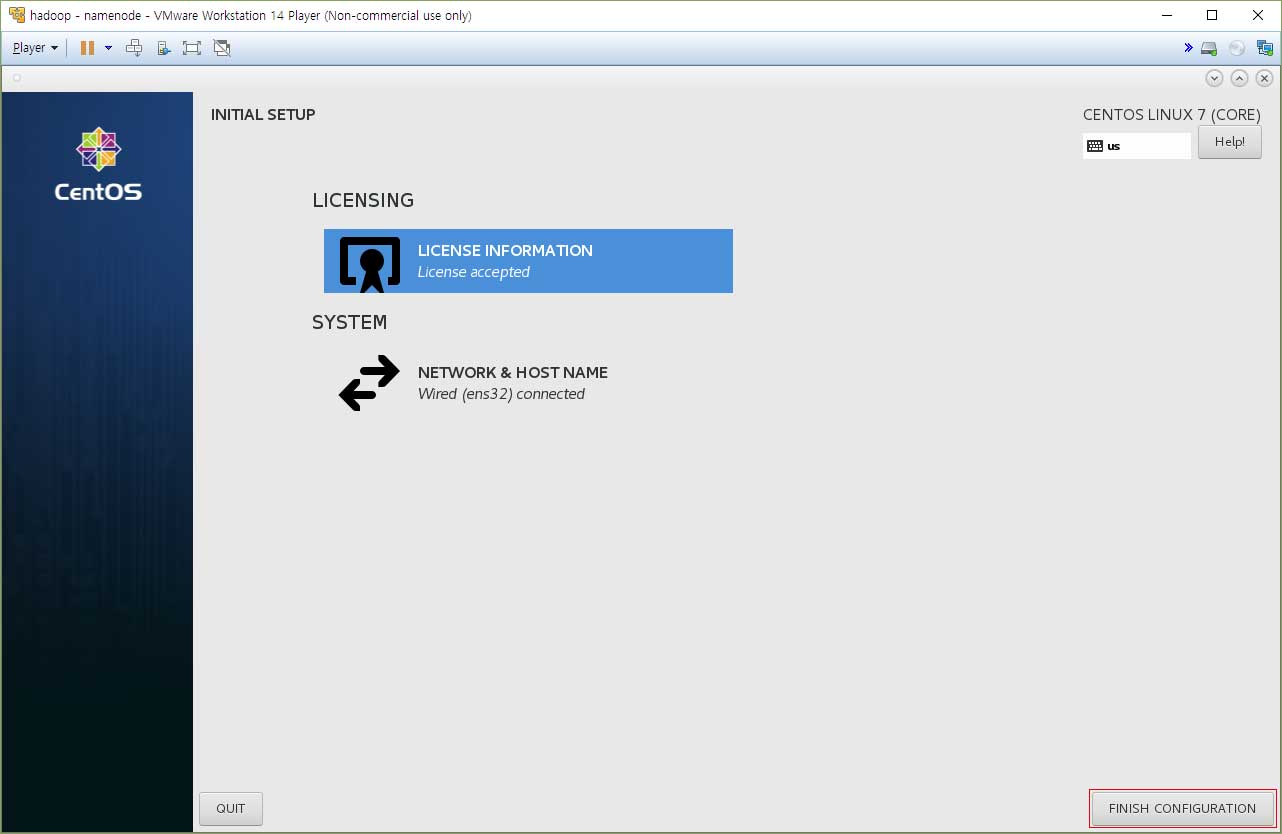 hadoop - namenode - VMware Workstation 14 Player (Non-commercial use only)
Player
INITIAL SETUP
CENTOS LINUX 7 (CORE)
us
Help!
CentOS
LICENSING
LICENSE INFORMATION
License accepted
SYSTEM
NETWORK & HOST NAME
Wired (ens32) connected
QUIT
FINISH CONFIGURATION